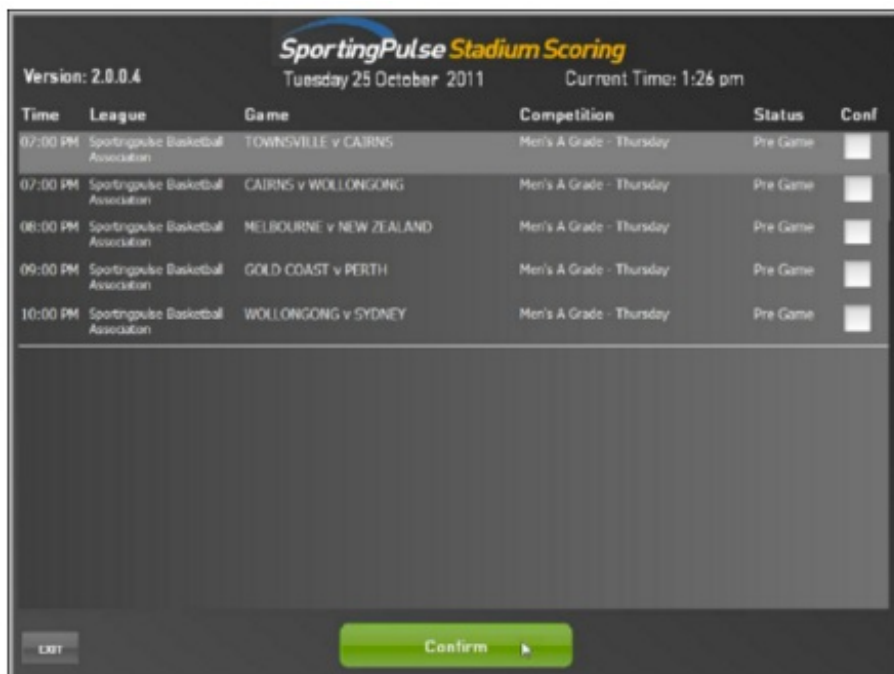 SportingPulse Stadium Scoring
Version: 2.0.0.4 Tuesday 25 October 2011 Current Time: 1:26 pm
Time League Game Competition Status Conf
07:00 PM Sportingpulse Basketball TOWNSVILLE v CAIRNS Men's A Grade - Thursday Pre Game
Association
07:00 PM Sportingpulse Basketball CAIRNS v WOLLONGONG Men's A Grade - Thursday Pre Game
Association
08:00 PM Sportingpulse Basketball MELBOURNE v NEW ZEALAND Men's A Grade - Thursday Pre Game
Association
09:00 PM Sportingpulse Basketball GOLD COAST v PERTH Men's A Grade - Thursday Pre Game
Association
10:00 PM Sportingpulse Basketball WOLLONGONG v SYDNEY Men's A Grade - Thursday Pre Game
Association
EXIT Confirm